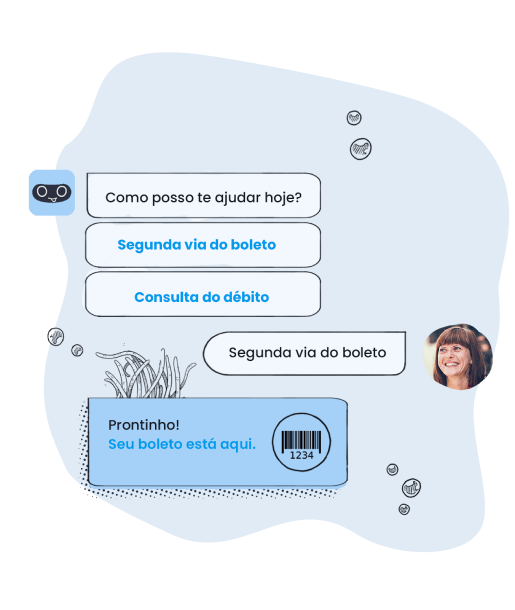 Como posso te ajudar hoje?
Segunda via do boleto
Consulta do débito
Segunda via do boleto
Prontinho!
Seu boleto está aqui.
1234